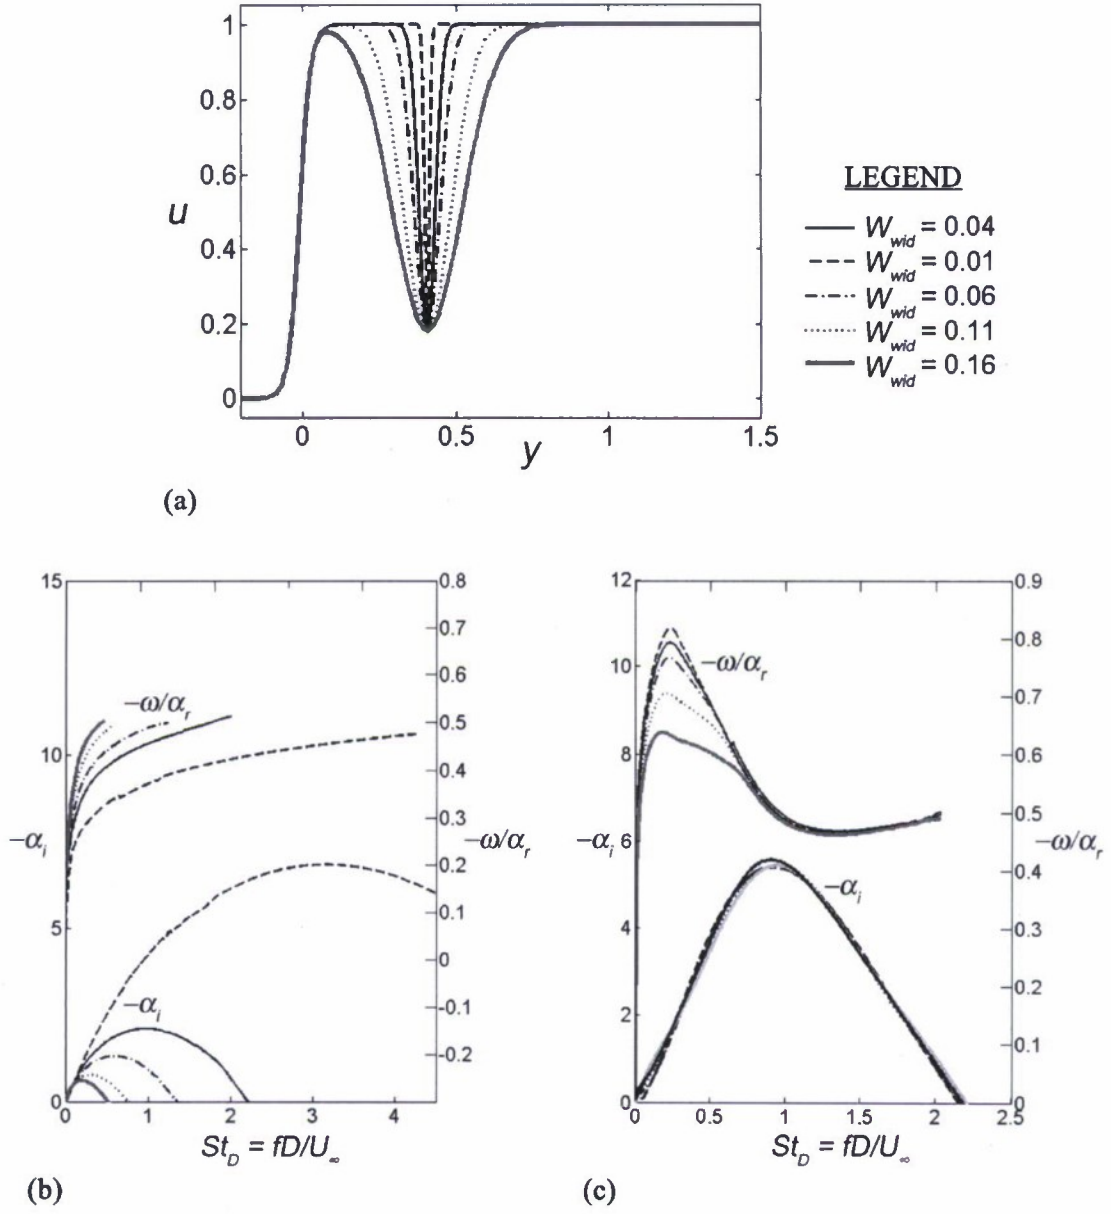 1
0.8
0.6
0.4
0.2
0
u
0
0.5
1
1.5
y
(a)
LEGEND
W_wid = 0.04
W_wid = 0.01
W_wid = 0.06
W_wid = 0.11
W_wid = 0.16
15
10
5
0
−α_i
0.8
0.7
0.6
0.5
0.4
0.3
0.2
0.1
0
-0.1
-0.2
−ω/α_r
−ω/α_r
−α_i
0
1
2
3
4
St_D = fD/U_∞
(b)
12
10
8
6
4
2
0
−α_i
0.9
0.8
0.7
0.6
0.5
0.4
0.3
0.2
0.1
0
−ω/α_r
−ω/α_r
−α_i
0
0.5
1
1.5
2
2.5
St_D = fD/U_∞
(c)